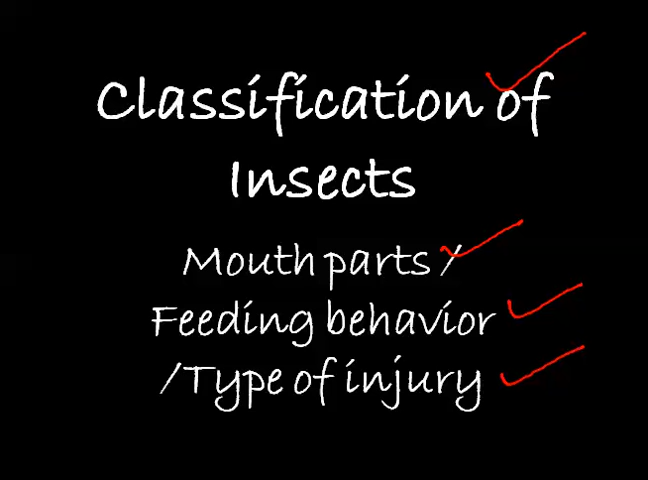 Classification of
Insects
Mouth parts /
Feeding behavior
/Type of injury